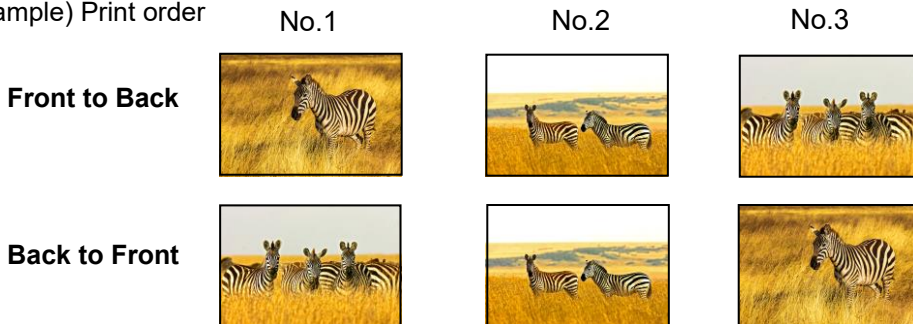 ample) Print order
No.1 No.2 No.3
Front to Back
Back to Front